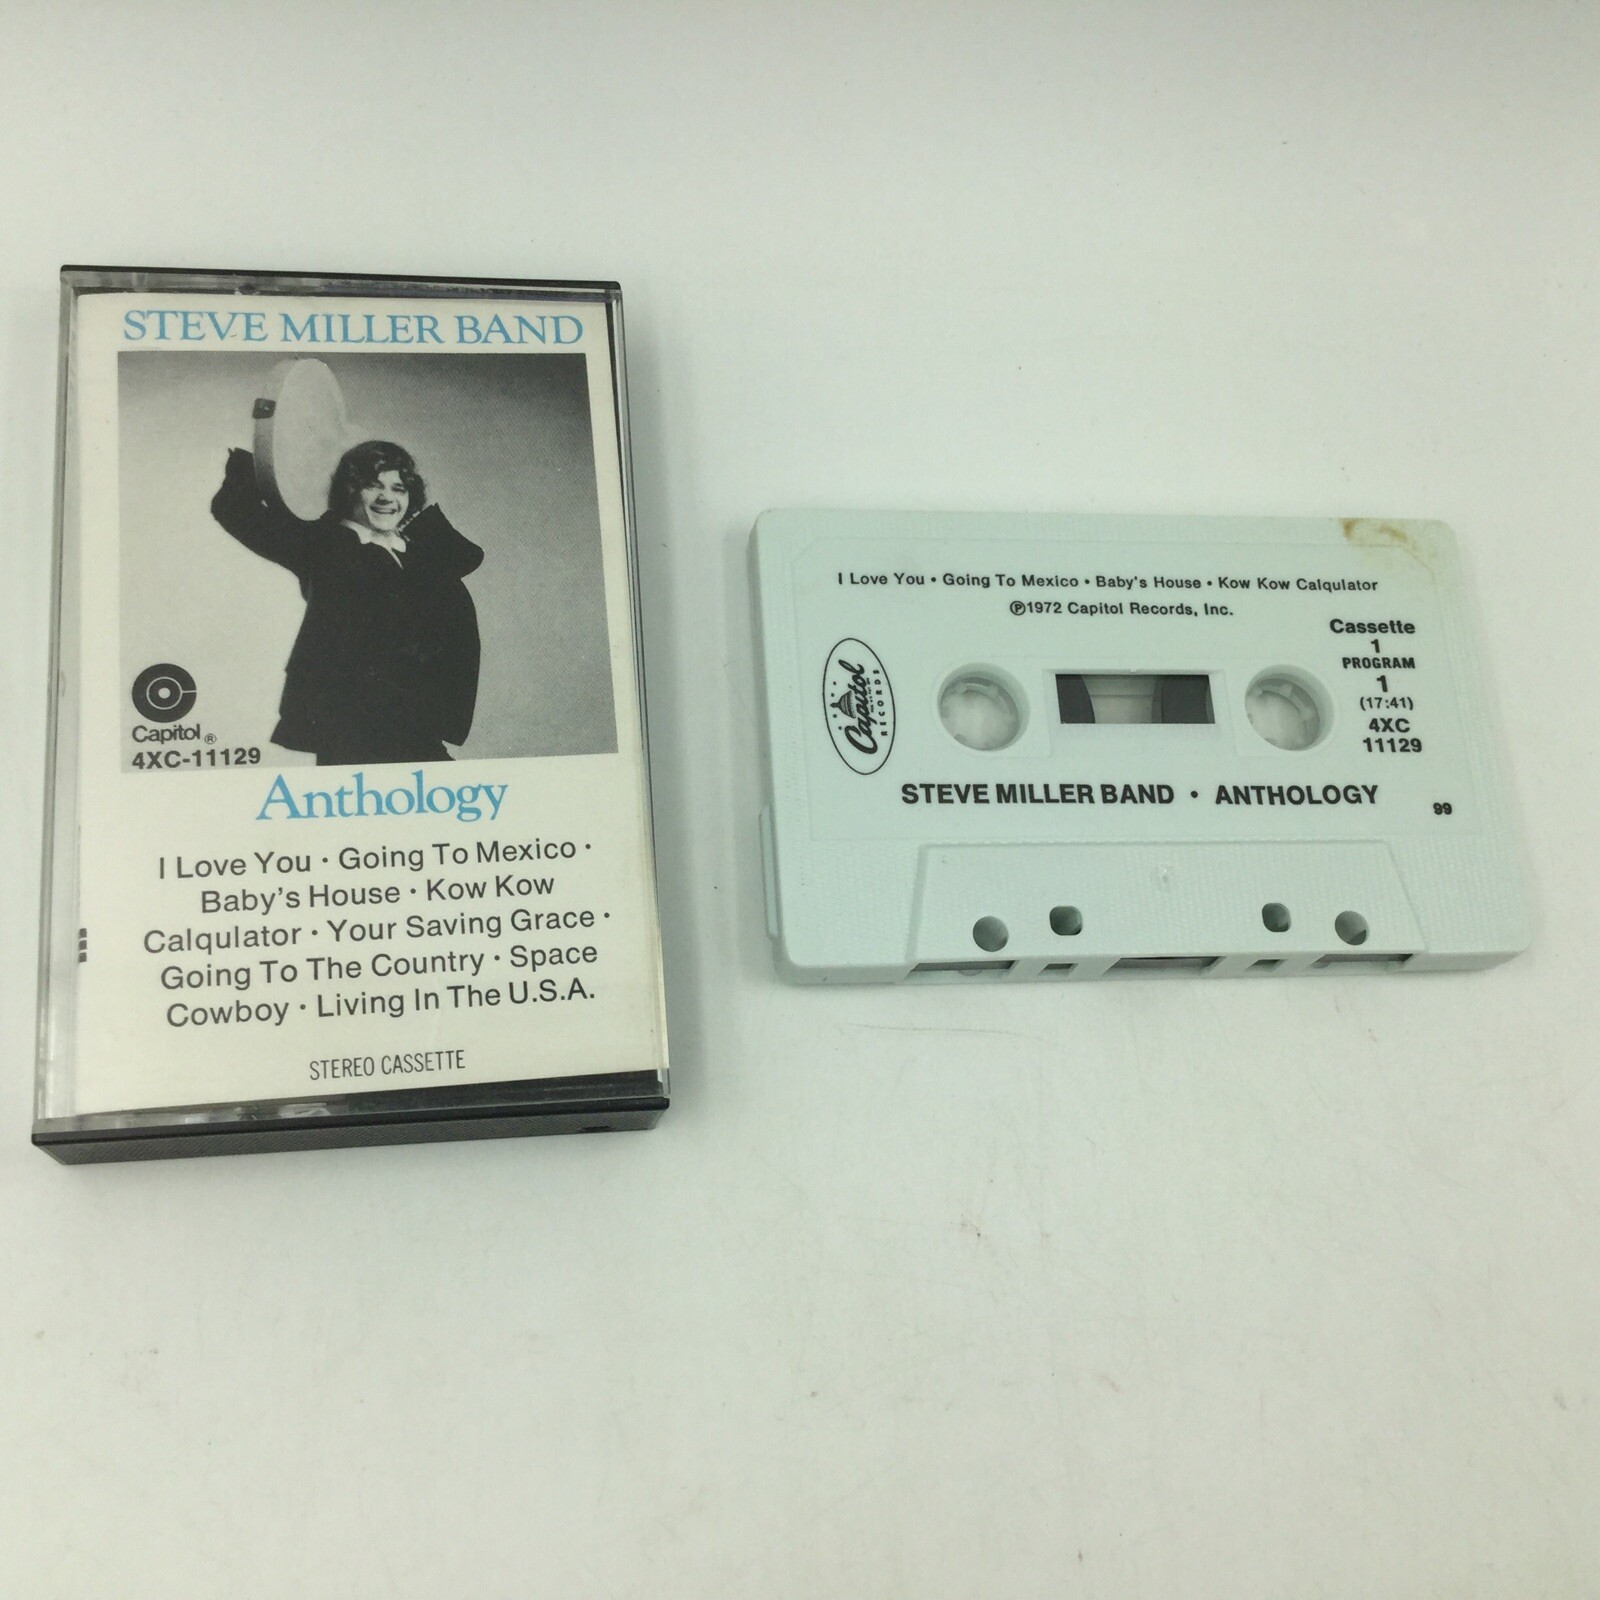 STEVE MILLER BAND
Capitol®
4XC-11129
Anthology
I Love You • Going To Mexico •
Baby's House • Kow Kow
Calqulator • Your Saving Grace •
Going To The Country • Space
Cowboy • Living In The U.S.A.
STEREO CASSETTE
I Love You • Going To Mexico • Baby's House • Kow Kow Calqulator
℗1972 Capitol Records, Inc.
Capitol
RECORDS
Cassette
1
PROGRAM
1
(17:41)
4XC
11129
STEVE MILLER BAND • ANTHOLOGY
99